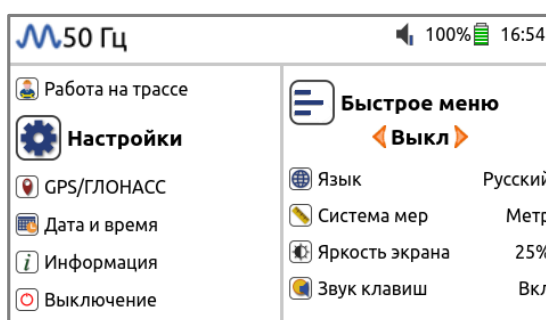 50 Гц
100% 16:54
Работа на трассе
Настройки
GPS/ГЛОНАСС
Дата и время
Информация
Выключение
Быстрое меню
Выкл
Язык Русский
Система мер Метр
Яркость экрана 25%
Звук клавиш Вкл